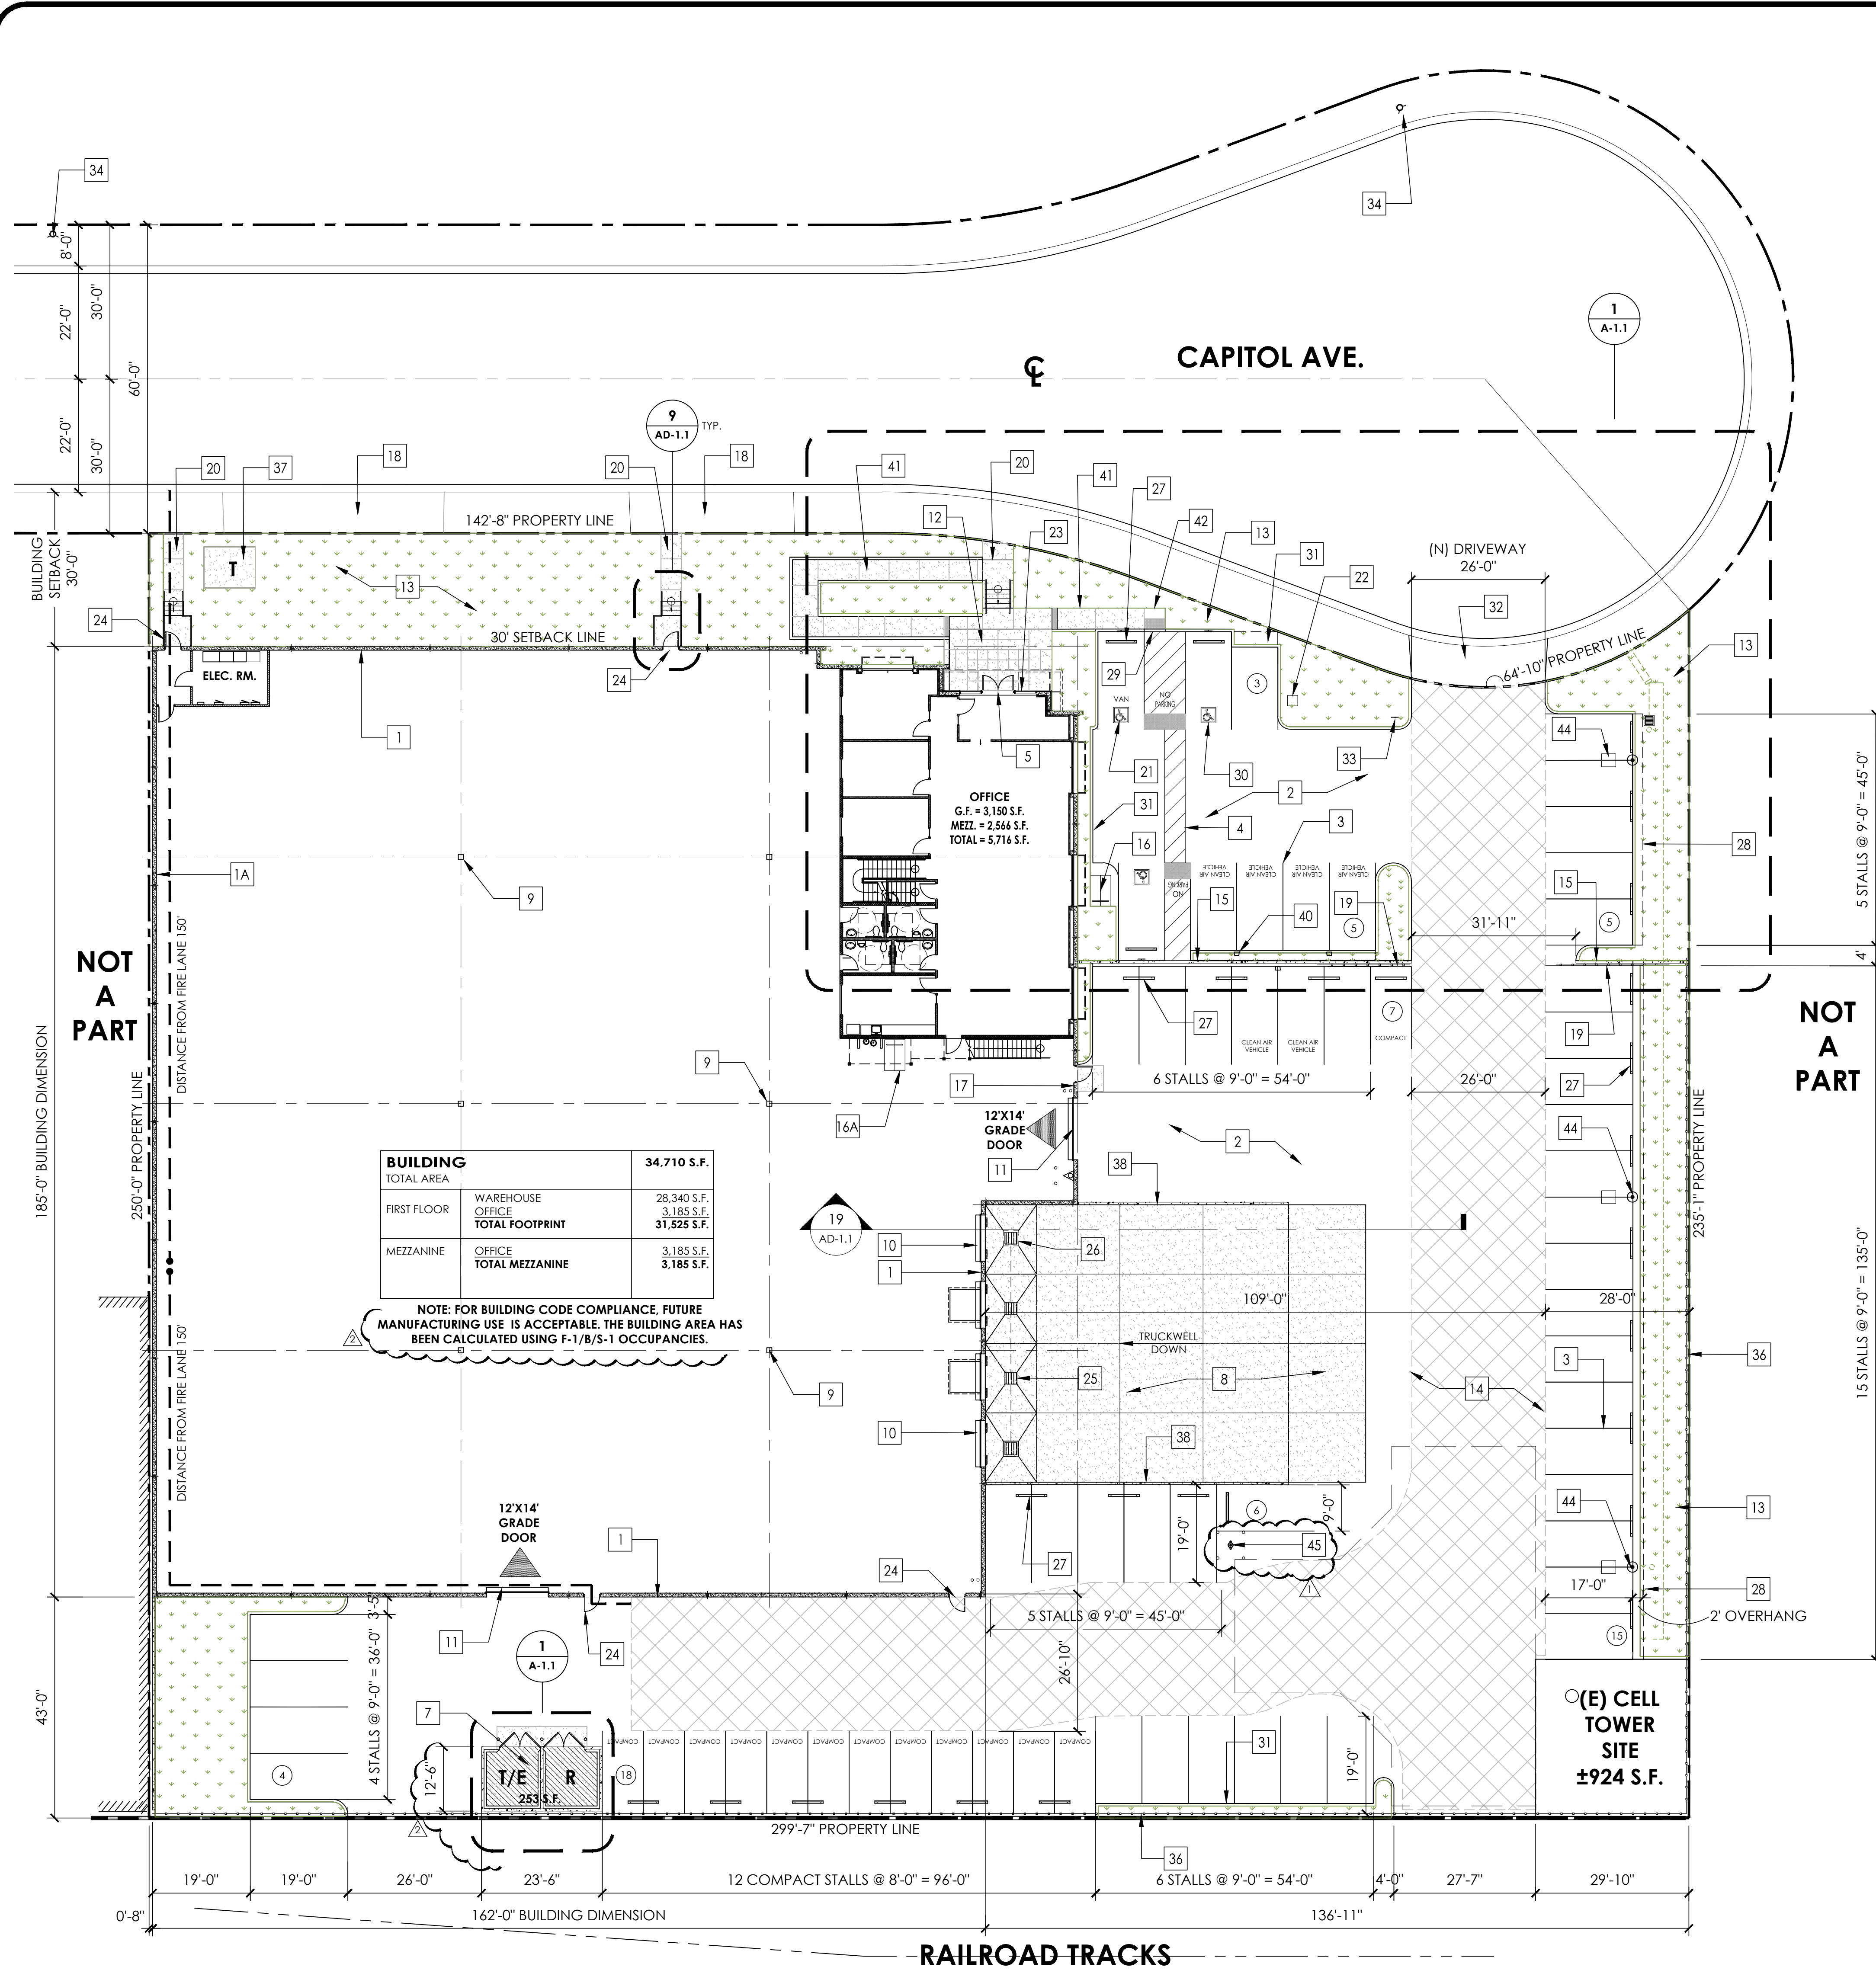 34
34
8'-0"
22'-0"
30'-0"
60'-0"
22'-0"
30'-0"
1
A-1.1
℄
CAPITOL AVE.
9
AD-1.1
TYP.
20
37
18
20
18
41
20
41
27
42
13
31
22
12
23
142'-8" PROPERTY LINE
BUILDING
SETBACK
30'-0"
(N) DRIVEWAY
26'-0"
32
T
13
24
30' SETBACK LINE
24
64'-10" PROPERTY LINE
13
ELEC. RM.
29
3
VAN
NO
PARKING
1
5
21
30
33
44
2
OFFICE
G.F. = 3,150 S.F.
MEZZ. = 2,566 S.F.
TOTAL = 5,716 S.F.
31
4
3
16
28
5 STALLS @ 9'-0" = 45'-0"
CLEAN AIR
VEHICLE
CLEAN AIR
VEHICLE
CLEAN AIR
VEHICLE
CLEAN AIR
VEHICLE
NO
PARKING
1A
9
15
40
19
5
15
5
31'-11"
4'
NOT
A
PART
DISTANCE FROM FIRE LANE 150'
27
7
COMPACT
CLEAN AIR
VEHICLE
CLEAN AIR
VEHICLE
19
NOT
A
PART
185'-0" BUILDING DIMENSION
250'-0" PROPERTY LINE
9
17
6 STALLS @ 9'-0" = 54'-0"
26'-0"
27
16A
12'X14'
GRADE
DOOR
11
2
44
235'-1" PROPERTY LINE
38
BUILDING
TOTAL AREA
34,710 S.F.
FIRST FLOOR
WAREHOUSE 28,340 S.F.
OFFICE 3,185 S.F.
TOTAL FOOTPRINT 31,525 S.F.
MEZZANINE
OFFICE 3,185 S.F.
TOTAL MEZZANINE 3,185 S.F.
NOTE: FOR BUILDING CODE COMPLIANCE, FUTURE
MANUFACTURING USE IS ACCEPTABLE. THE BUILDING AREA HAS
BEEN CALCULATED USING F-1/B/S-1 OCCUPANCIES.
2
19
AD-1.1
10
1
26
109'-0"
28'-0"
TRUCKWELL
DOWN
25
8
9
10
38
14
3
36
15 STALLS @ 9'-0" = 135'-0"
DISTANCE FROM FIRE LANE 150'
12'X14'
GRADE
DOOR
1
24
27
19'-0"
6
9'-0"
45
1
44
13
17'-0"
28
2' OVERHANG
15
5 STALLS @ 9'-0" = 45'-0"
26'-10"
11
24
1
A-1.1
3'-5"
4 STALLS @ 9'-0" = 36'-0"
43'-0"
4
7
12'-6"
T/E
R
253 S.F.
2
18
COMPACT
COMPACT
COMPACT
COMPACT
COMPACT
COMPACT
COMPACT
COMPACT
COMPACT
COMPACT
COMPACT
COMPACT
31
19'-0"
(E) CELL
TOWER
SITE
±924 S.F.
299'-7" PROPERTY LINE
36
19'-0"
19'-0"
26'-0"
23'-6"
12 COMPACT STALLS @ 8'-0" = 96'-0"
6 STALLS @ 9'-0" = 54'-0"
4'-0"
27'-7"
29'-10"
0'-8"
162'-0" BUILDING DIMENSION
136'-11"
RAILROAD TRACKS